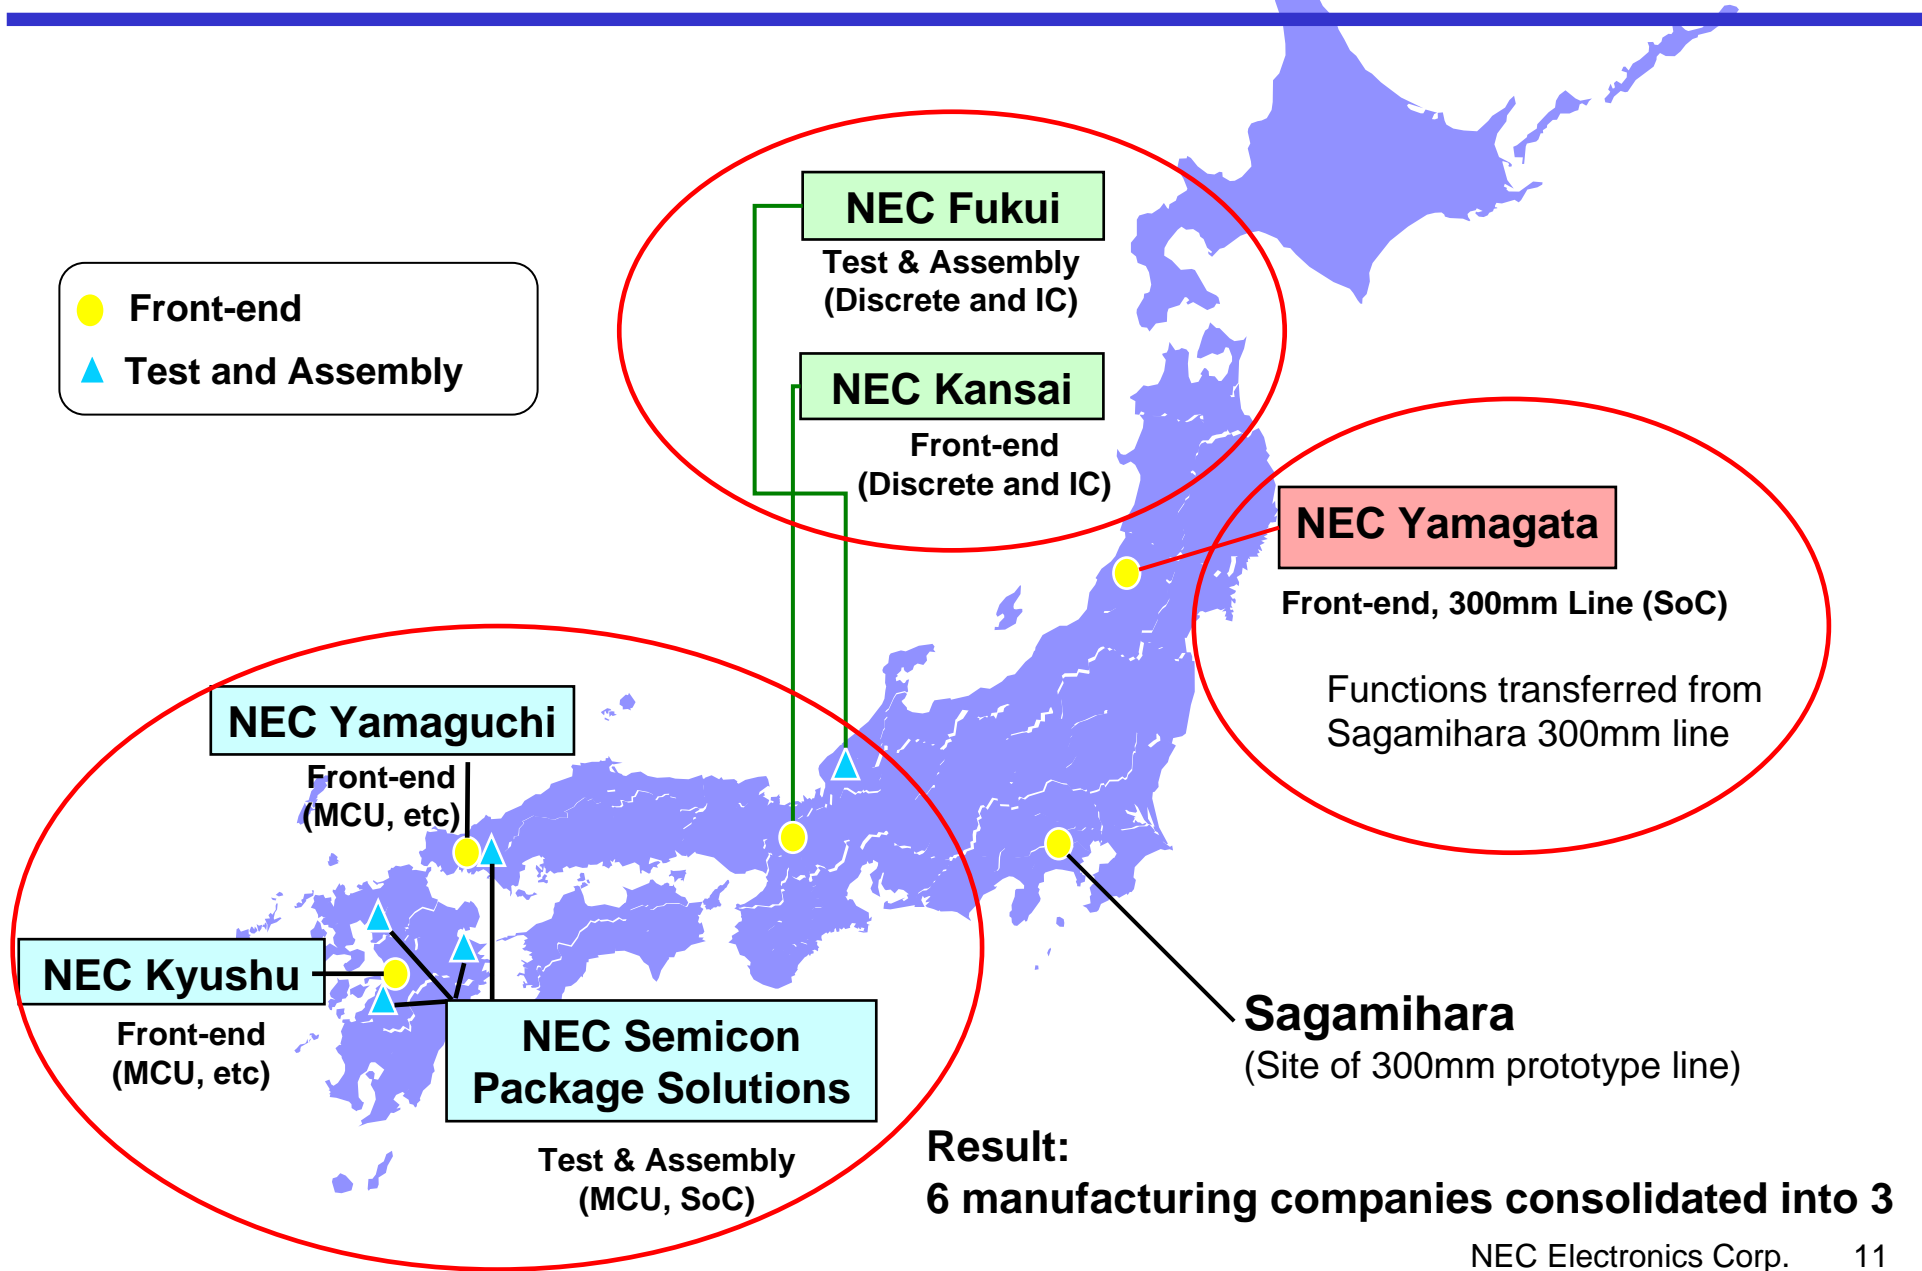 NEC Fukui
Test & Assembly
(Discrete and IC)
Front-end
Test and Assembly
NEC Kansai
Front-end
(Discrete and IC)
NEC Yamagata
Front-end, 300mm Line (SoC)
Functions transferred from
Sagamihara 300mm line
NEC Yamaguchi
Front-end
(MCU, etc)
NEC Kyushu
Front-end
(MCU, etc)
NEC Semicon
Package Solutions
Test & Assembly
(MCU, SoC)
Sagamihara
(Site of 300mm prototype line)
Result:
6 manufacturing companies consolidated into 3
NEC Electronics Corp. 11